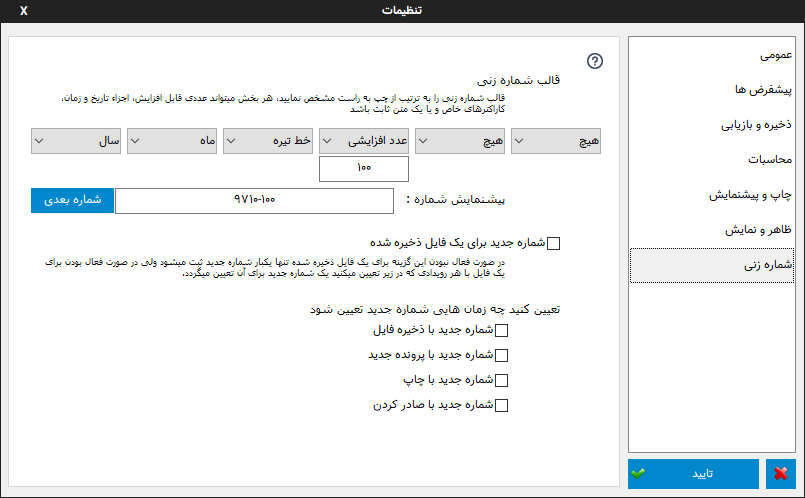 تنظیمات
X
عمومی
پیشفرض ها
ذخیره و بازیابی
محاسبات
چاپ و پیشنمایش
ظاهر و نمایش
شماره زنی
تایید
?
قالب شماره زنی
قالب شماره زنی را به ترتیب از چپ به راست مشخص نمایید، هر بخش میتواند عددی قابل افزایش، اجزاء تاریخ و زمان،
کاراکترهای خاص و یا یک متن ثابت باشد
هیچ
هیچ
عدد افزایشی
خط تیره
ماه
سال
۱۰۰
پیشنمایش شماره :
۹۷۱۰-۱۰۰
شماره بعدی
شماره جدید برای یک فایل ذخیره شده
در صورت فعال نبودن این گزینه برای یک فایل ذخیره شده تنها یکبار شماره جدید ثبت میشود ولی در صورت فعال بودن برای
یک فایل با هر رویدادی که در زیر تعیین میکنید یک شماره جدید برای آن تعیین میگردد.
تعیین کنید چه زمان هایی شماره جدید تعیین شود
شماره جدید با ذخیره فایل
شماره جدید با پرونده جدید
شماره جدید با چاپ
شماره جدید با صادر کردن